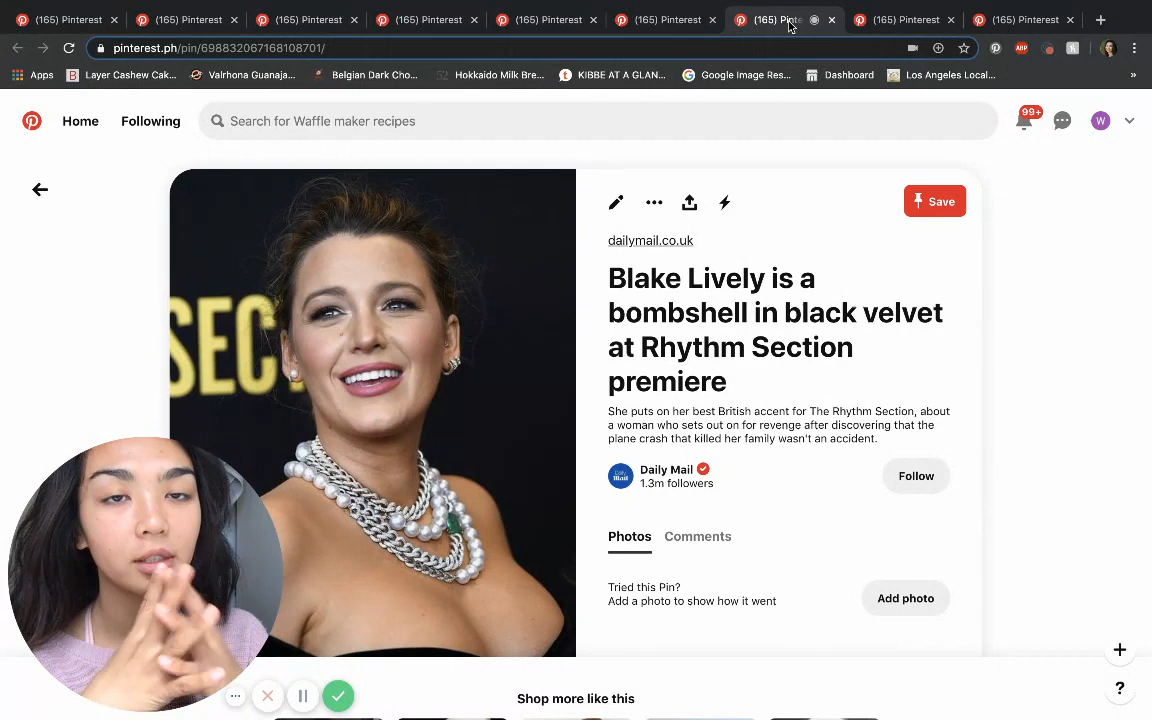 (165) Pinterest
(165) Pinterest
(165) Pinterest
(165) Pinterest
(165) Pinterest
(165) Pinterest
(165) Pinte
(165) Pinterest
(165) Pinterest
pinterest.ph/pin/698832067168108701/
ABP
Apps
Layer Cashew Cak...
Valrhona Guanaja...
Belgian Dark Cho...
Hokkaido Milk Bre...
KIBBE AT A GLAN...
Google Image Res...
Dashboard
Los Angeles Local...
»
Home
Following
Search for Waffle maker recipes
99+
W
Save
dailymail.co.uk
Blake Lively is a
bombshell in black velvet
at Rhythm Section
premiere
She puts on her best British accent for The Rhythm Section, about
a woman who sets out on for revenge after discovering that the
plane crash that killed her family wasn't an accident.
Daily Mail
1.3m followers
Follow
Photos
Comments
Tried this Pin?
Add a photo to show how it went
Add photo
SEC
Shop more like this
+
?